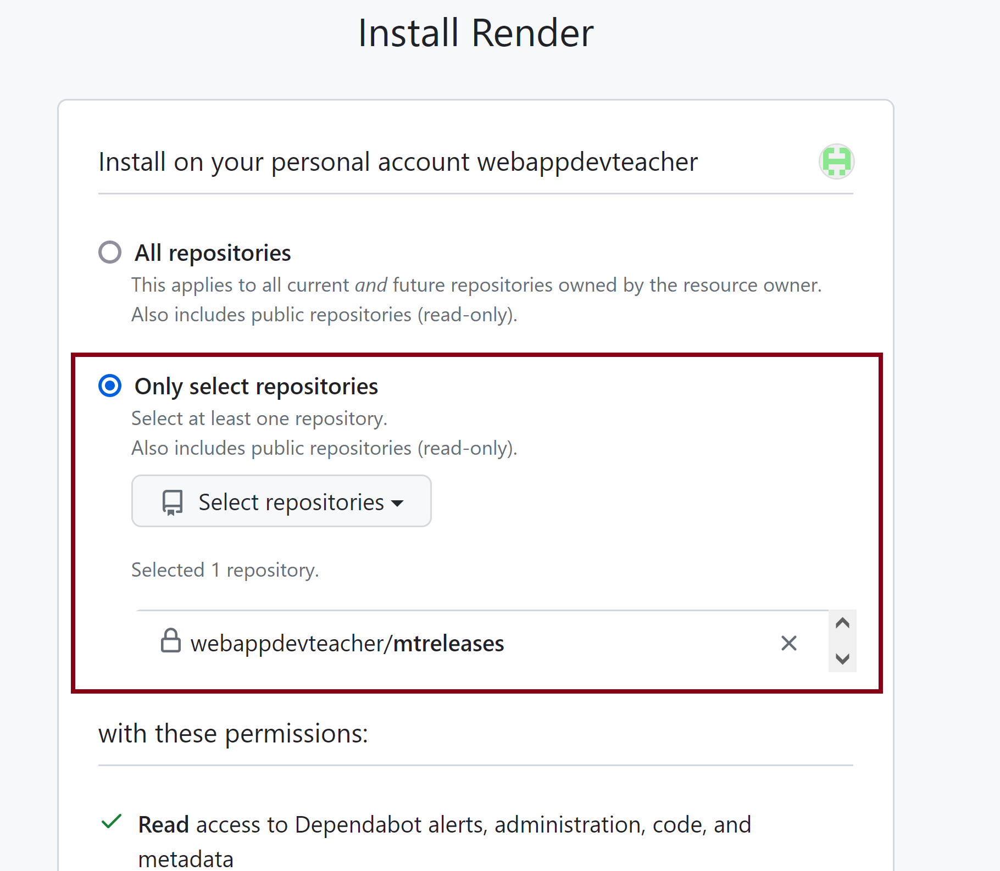 Install Render
Install on your personal account webappdevteacher
All repositories
This applies to all current and future repositories owned by the resource owner.
Also includes public repositories (read-only).
Only select repositories
Select at least one repository.
Also includes public repositories (read-only).
Select repositories
Selected 1 repository.
webappdevteacher/mtreleases
with these permissions:
Read access to Dependabot alerts, administration, code, and
metadata